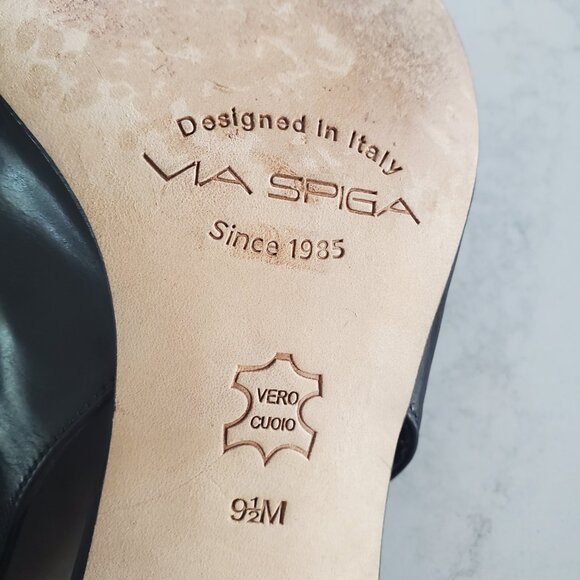 Designed in Italy
VIA SPIGA
Since 1985
VERO
CUOIO
9½M